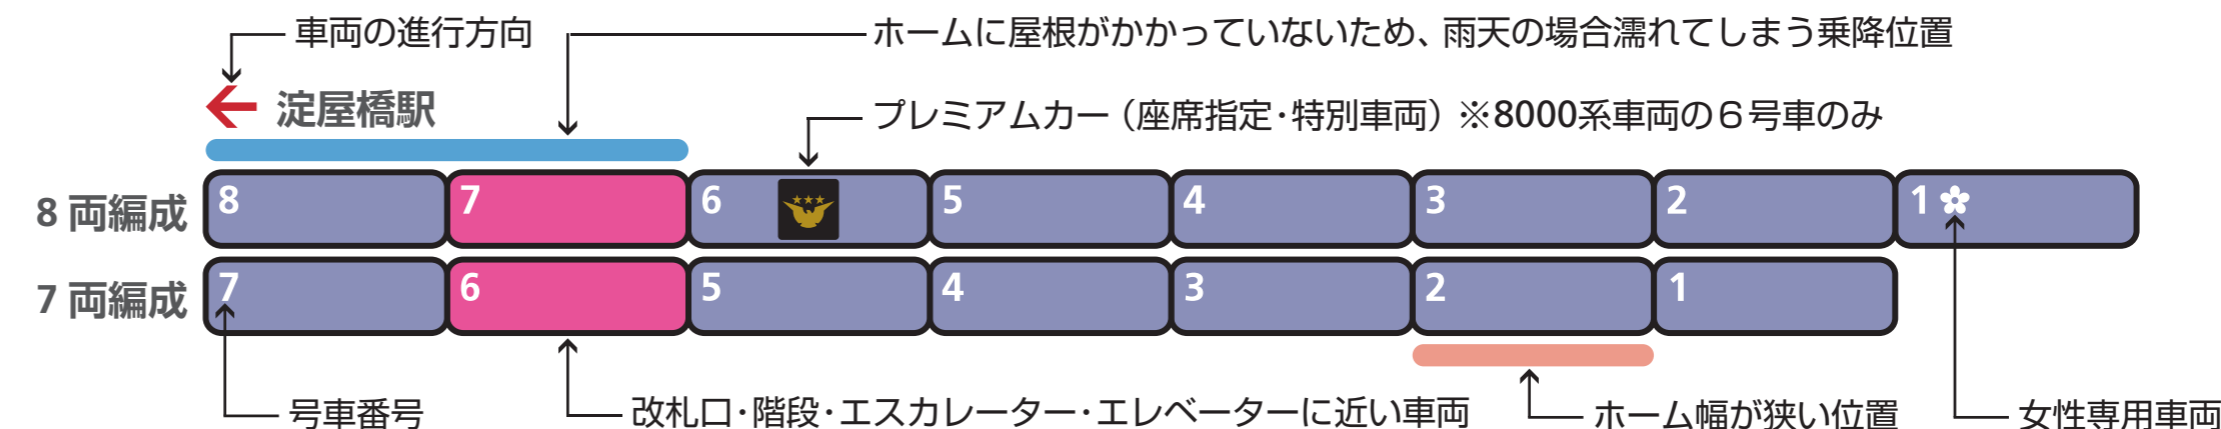 車両の進行方向
ホームに屋根がかかっていないため、雨天の場合濡れてしまう乗降位置
淀屋橋駅
プレミアムカー（座席指定・特別車両）※8000系車両の６号車のみ
8 両編成 8 7 6 5 4 3 2 1
7 両編成 7 6 5 4 3 2 1
号車番号
改札口・階段・エスカレーター・エレベーターに近い車両
ホーム幅が狭い位置
女性専用車両